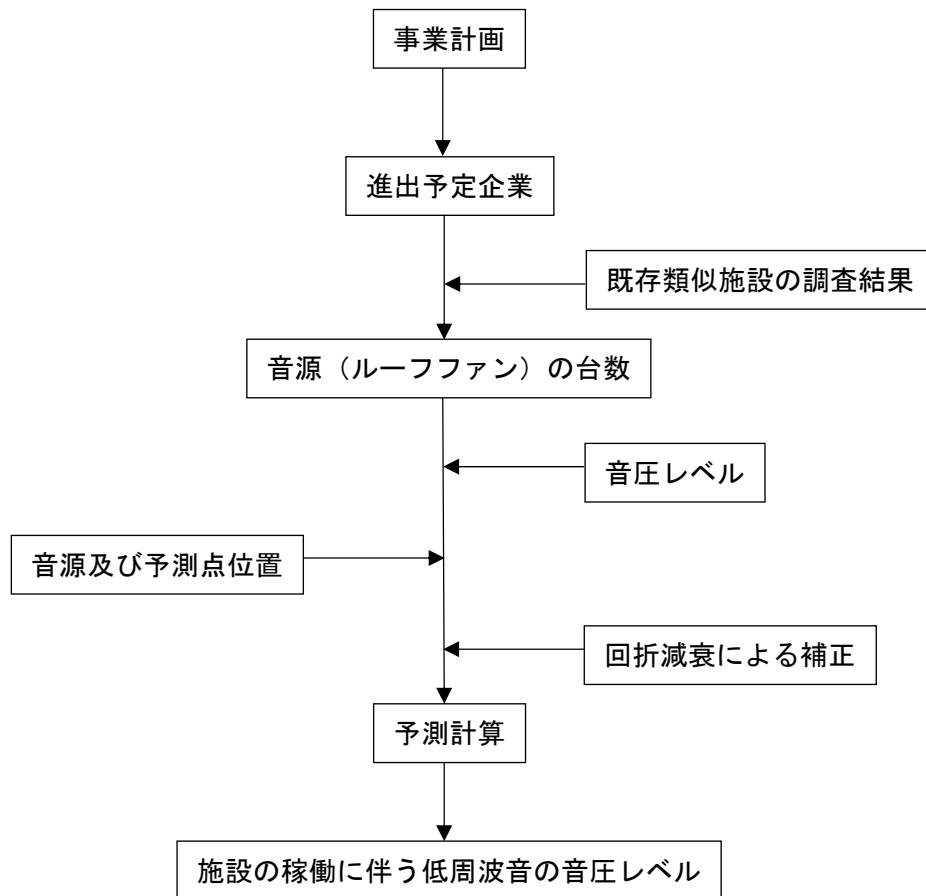 事業計画
進出予定企業
既存類似施設の調査結果
音源（ルーフファン）の台数
音圧レベル
音源及び予測点位置
回折減衰による補正
予測計算
施設の稼働に伴う低周波音の音圧レベル